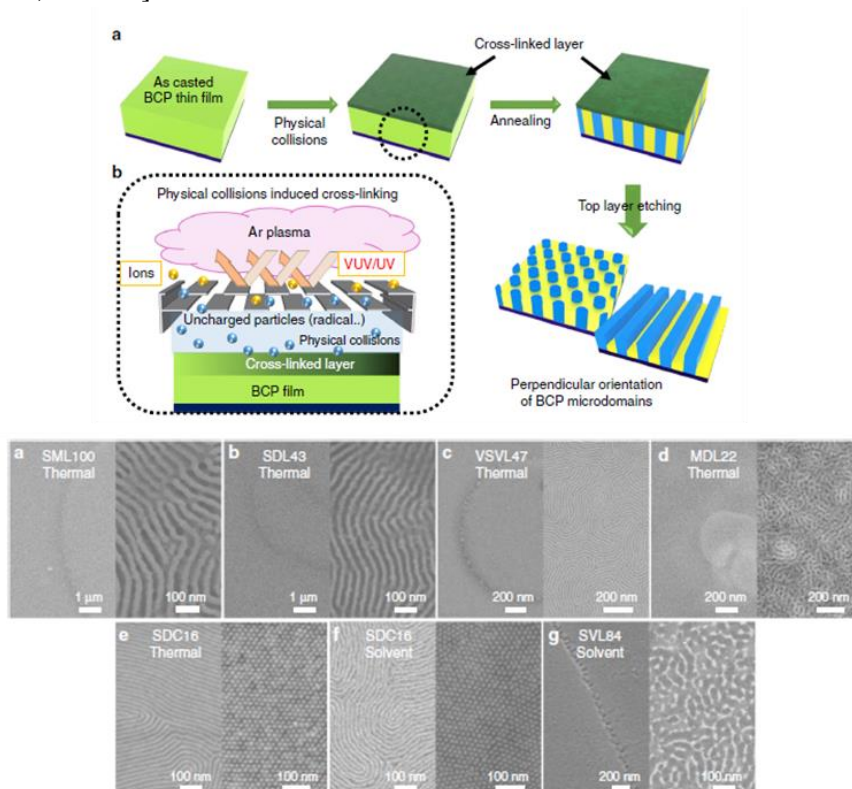 a
Cross-linked layer
As casted
BCP thin film
Physical
collisions
Annealing
b
Physical collisions induced cross-linking
Top layer etching
Ar plasma
Ions
VUV/UV
Uncharged particles (radical..)
Physical collisions
Cross-linked layer
BCP film
Perpendicular orientation
of BCP microdomains
a SML100
Thermal
1 µm
100 nm
b SDL43
Thermal
1 µm
100 nm
c VSVL47
Thermal
200 nm
200 nm
d MDL22
Thermal
200 nm
200 nm
e SDC16
Thermal
100 nm
100 nm
f SDC16
Solvent
100 nm
100 nm
g SVL84
Solvent
200 nm
100 nm